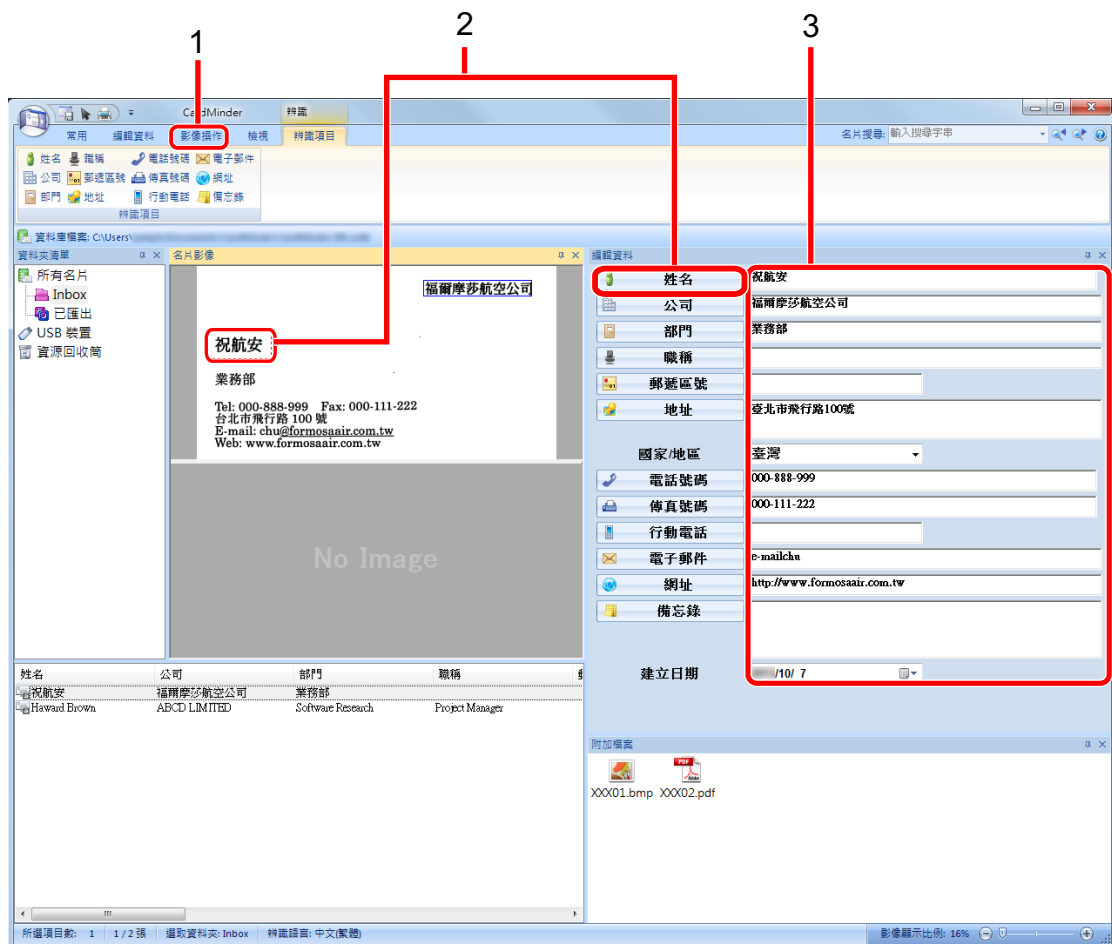 1
2
3
CardMinder
辨識
常用 編輯資料 影像操作 檢視 辨識項目
名片搜尋: 輸入搜尋字串
姓名 職稱 電話號碼 電子郵件
公司 郵遞區號 傳真號碼 網址
部門 地址 行動電話 備忘錄
辨識項目
資料庫檔案: C:\Users\
資料夾清單
所有名片
Inbox
已匯出
USB 裝置
資源回收筒
名片影像
福爾摩莎航空公司
祝航安
業務部
Tel: 000-888-999 Fax: 000-111-222
台北市飛行路 100 號
E-mail: chu@formosaair.com.tw
Web: www.formosaair.com.tw
No Image
編輯資料
姓名 祝航安
公司 福爾摩莎航空公司
部門 業務部
職稱
郵遞區號
地址 臺北市飛行路100號
國家/地區 臺灣
電話號碼 000-888-999
傳真號碼 000-111-222
行動電話
電子郵件 e-mailchu
網址 http://www.formosaair.com.tw
備忘錄
建立日期 /10/ 7
姓名 公司 部門 職稱
祝航安 福爾摩莎航空公司 業務部
Haward Brown ABCD LIMITED Software Research Project Manager
附加檔案
XXX01.bmp XXX02.pdf
所選項目數: 1 1 / 2 張 選取資料夾: Inbox 辨識語言: 中文(繁體)
影像顯示比例: 16%